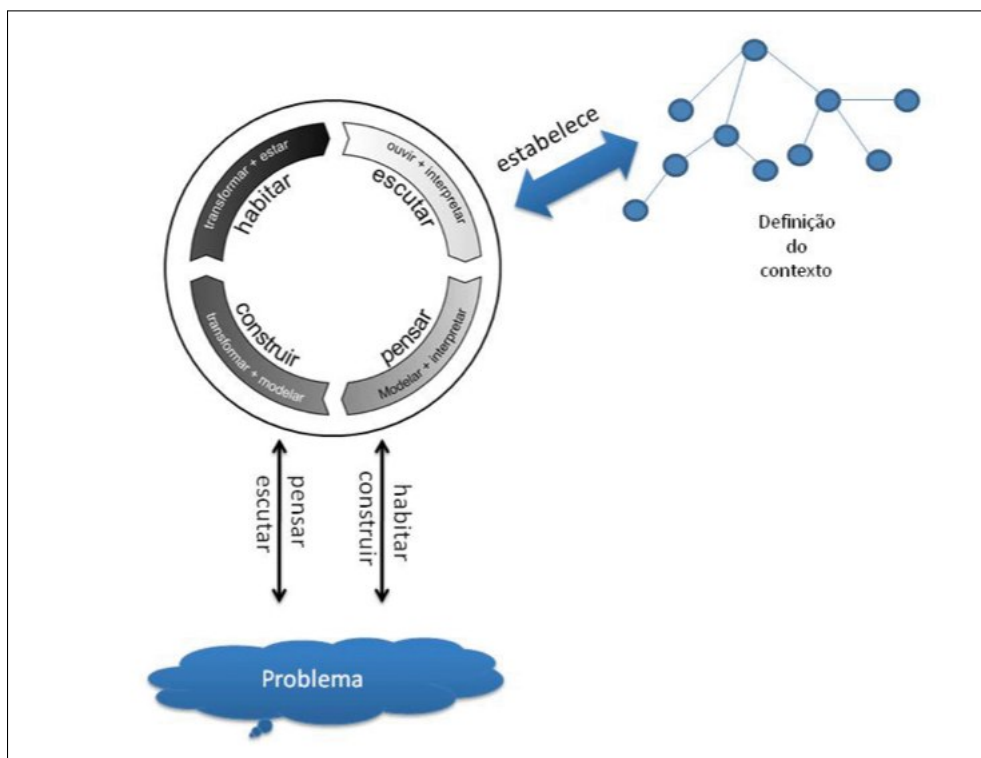 transformar + estar
habitar
ouvir + interpretar
escutar
estabelece
Definição
do
contexto
construir
transformar + modelar
pensar
Modelar + interpretar
pensar
escutar
habitar
construir
Problema